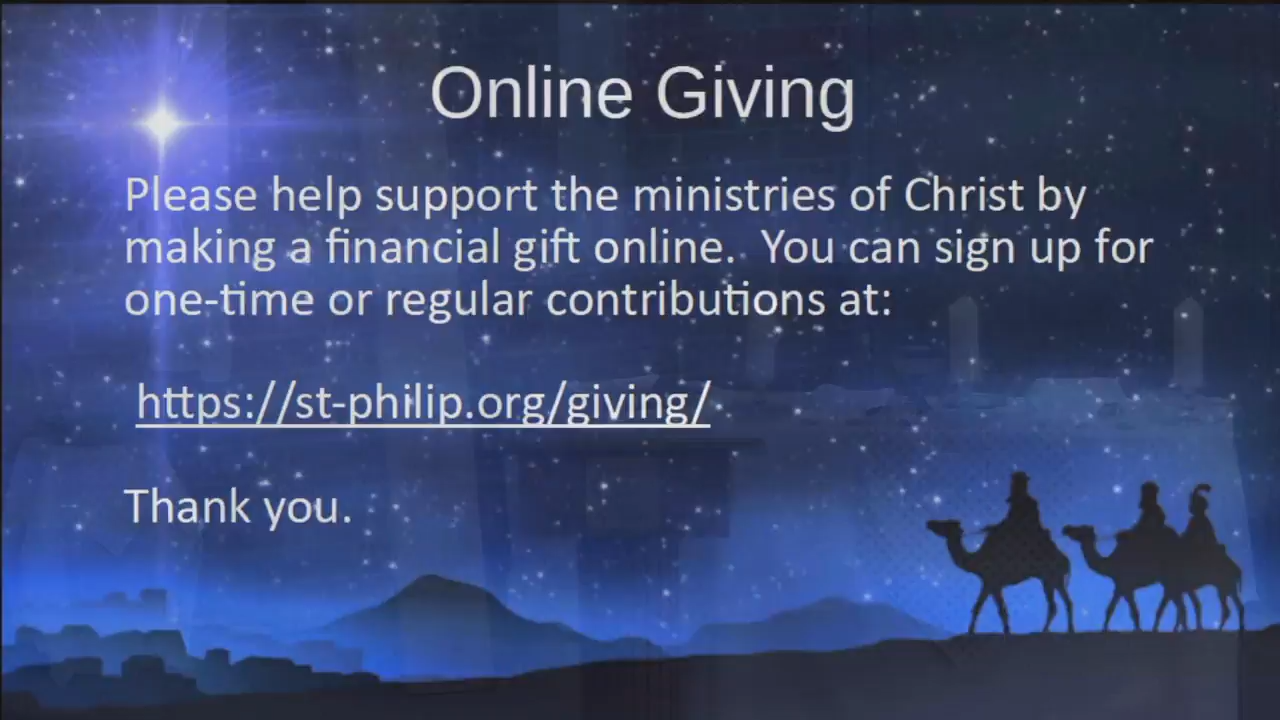 Online Giving
Please help support the ministries of Christ by
making a financial gift online.  You can sign up for
one-time or regular contributions at:
https://st-philip.org/giving/
Thank you.